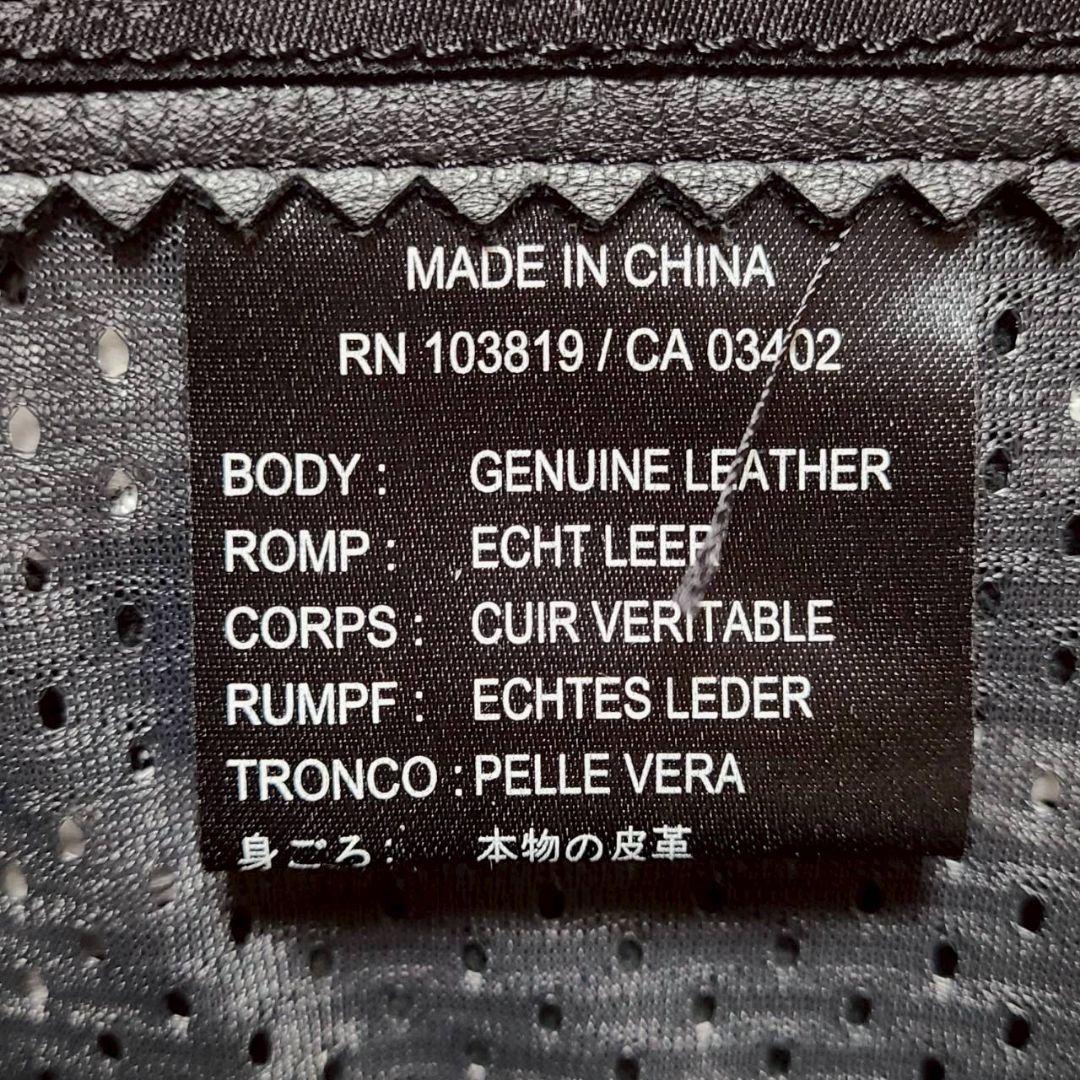 MADE IN CHINA
RN 103819 / CA 03402
BODY : GENUINE LEATHER
ROMP : ECHT LEER
CORPS : CUIR VERITABLE
RUMPF : ECHTES LEDER
TRONCO : PELLE VERA
身ごろ : 本物の皮革